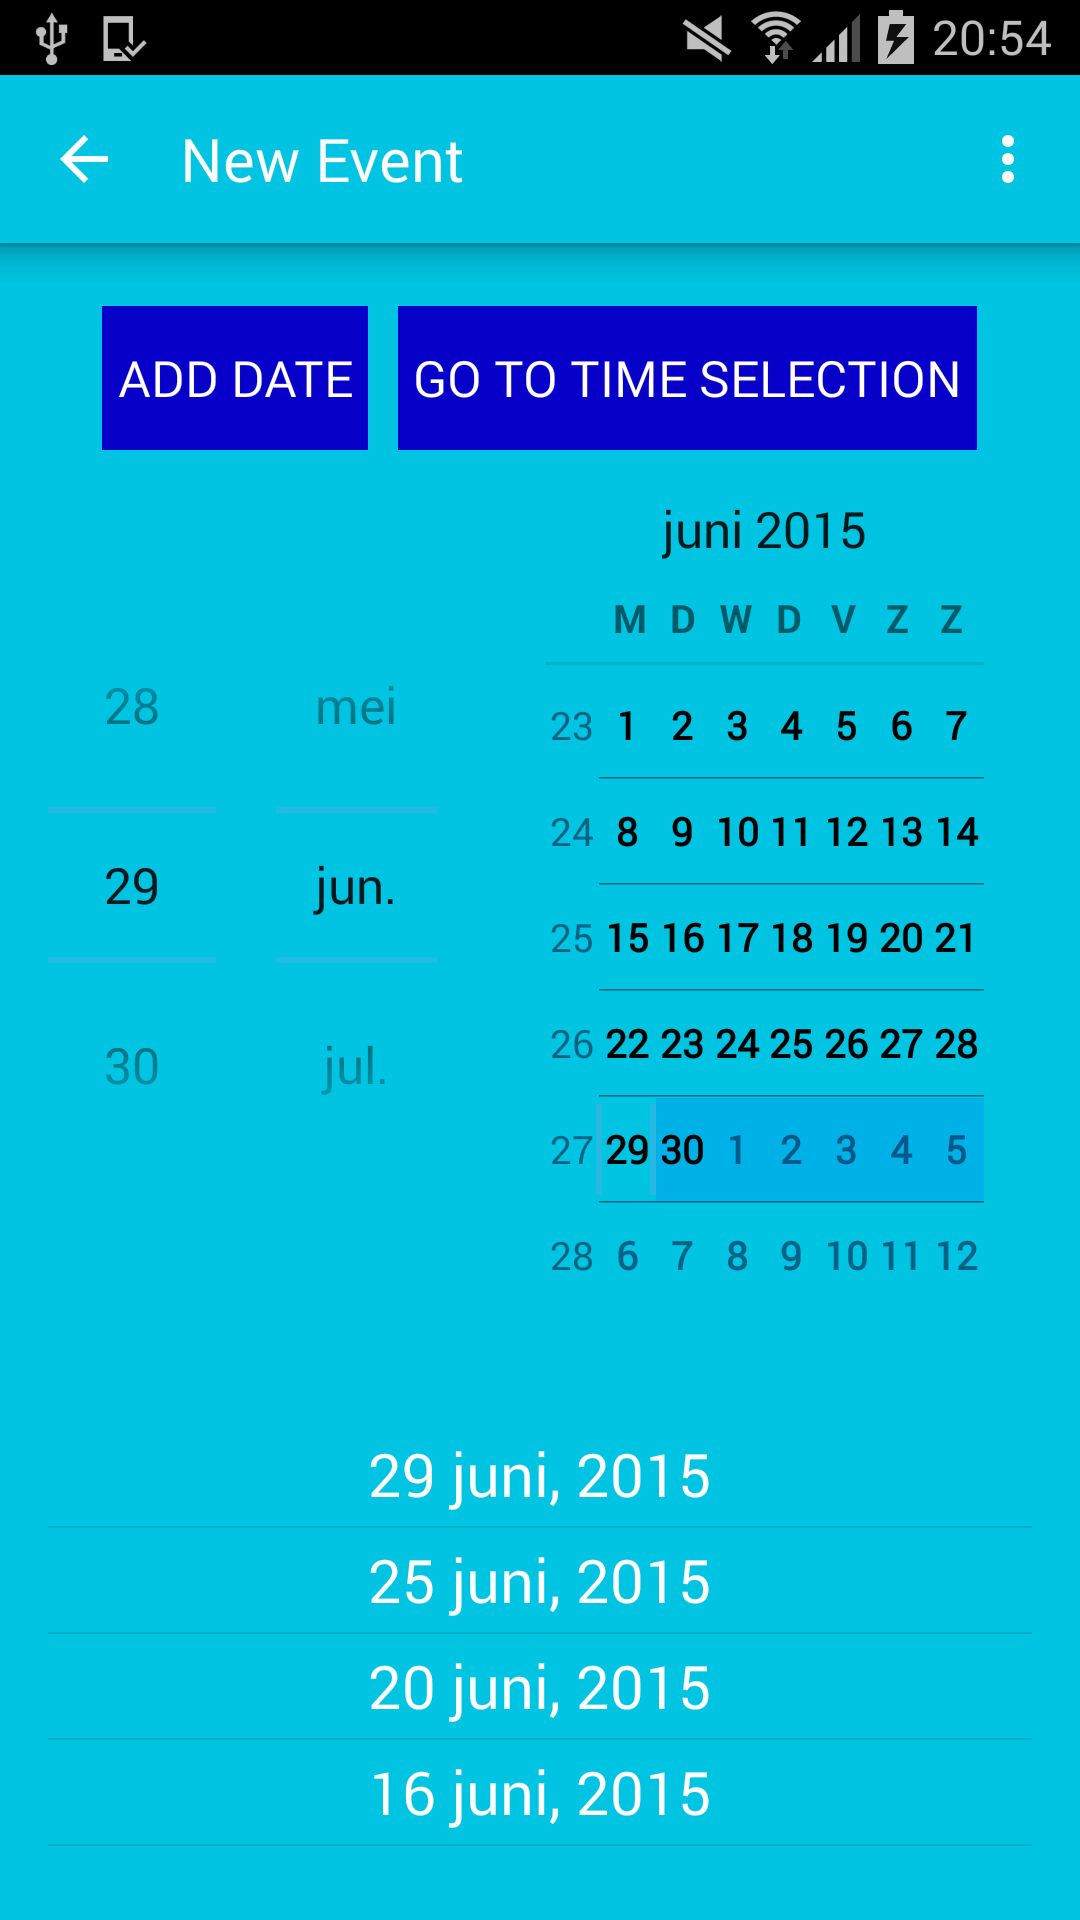 20:54
New Event
ADD DATE
GO TO TIME SELECTION
juni 2015
M D W D V Z Z
28 mei
23 1 2 3 4 5 6 7
24 8 9 10 11 12 13 14
29 jun.
25 15 16 17 18 19 20 21
26 22 23 24 25 26 27 28
30 jul.
27 29 30 1 2 3 4 5
28 6 7 8 9 10 11 12
29 juni, 2015
25 juni, 2015
20 juni, 2015
16 juni, 2015